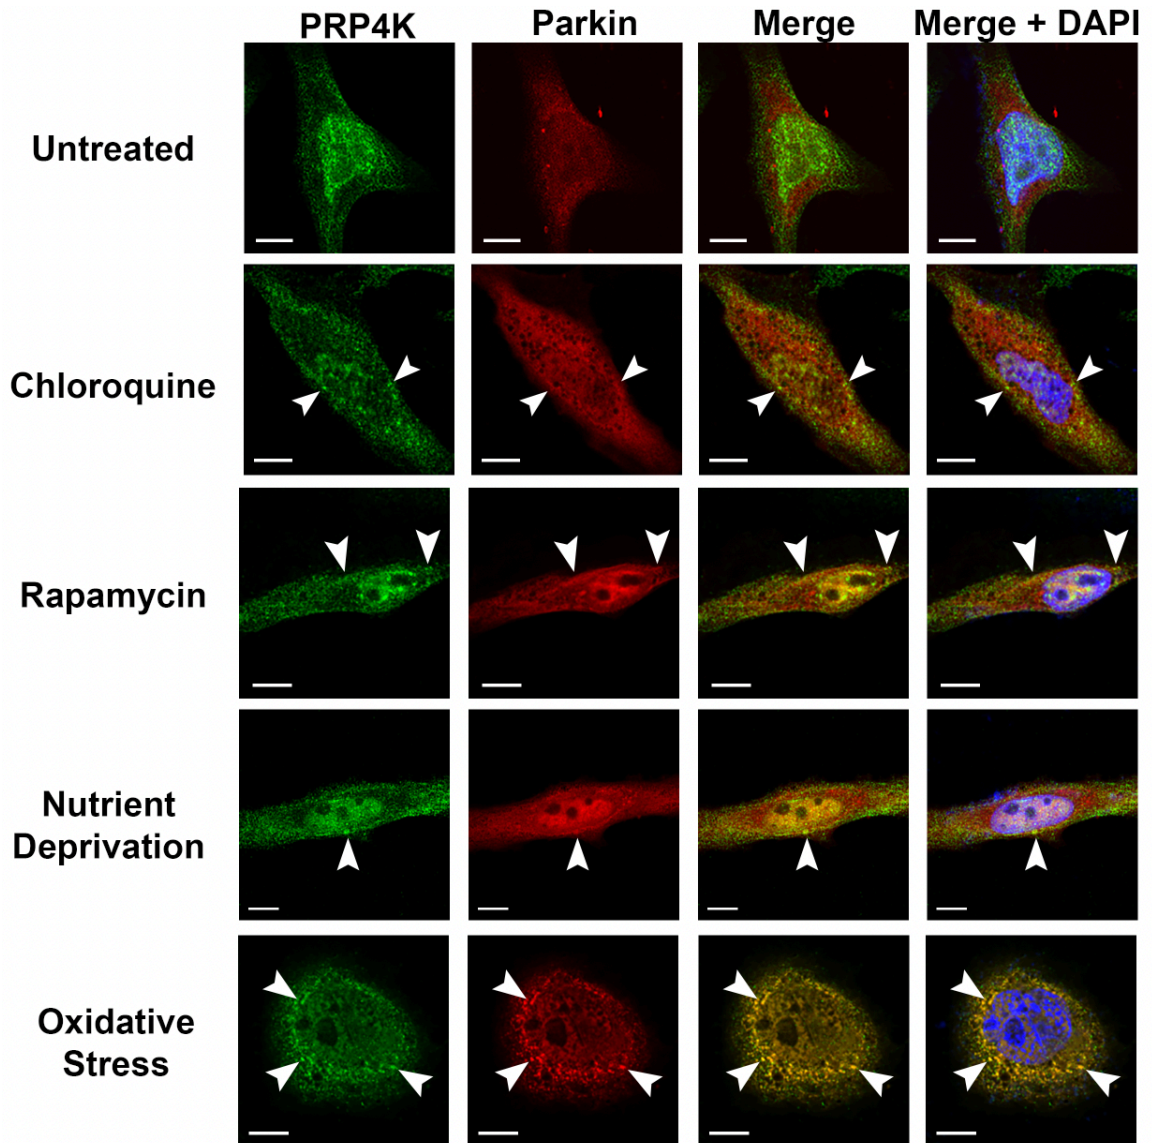 PRP4K Parkin Merge Merge + DAPI
Untreated
Chloroquine
Rapamycin
Nutrient
Deprivation
Oxidative
Stress